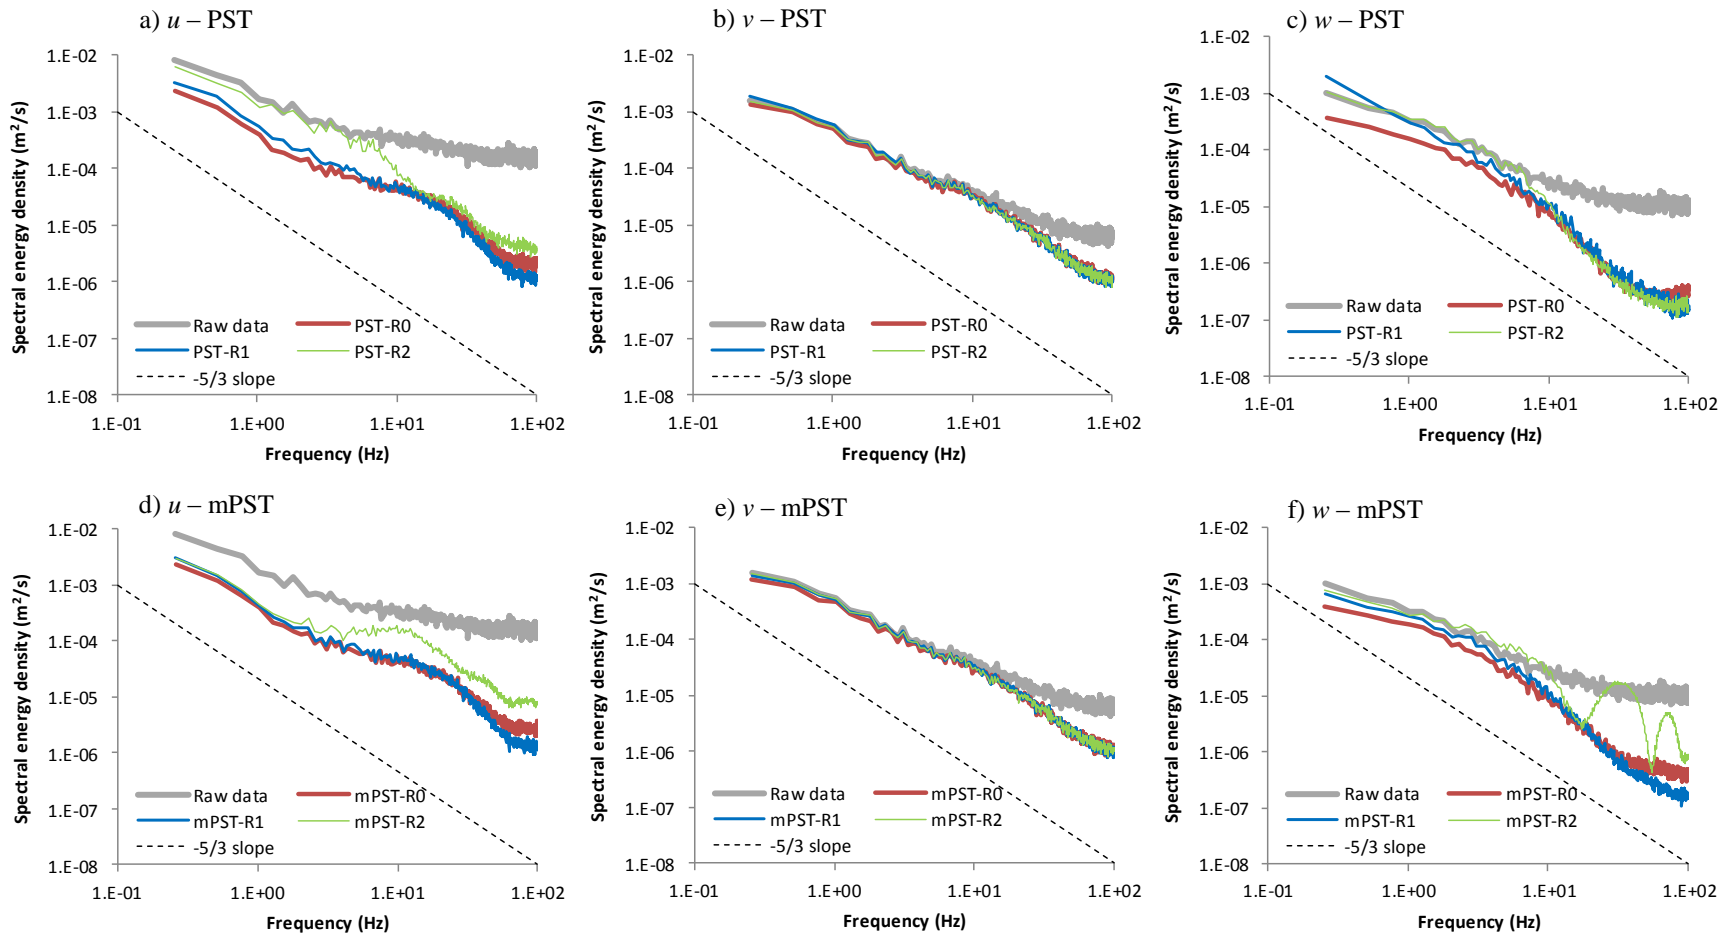 a) u – PST
Spectral energy density (m²/s)
1.E-02
1.E-03
1.E-04
1.E-05
1.E-06
1.E-07
1.E-08
Raw data
PST-R0
PST-R1
PST-R2
-5/3 slope
1.E-01
1.E+00
1.E+01
1.E+02
Frequency (Hz)
b) v – PST
Spectral energy density (m²/s)
1.E-02
1.E-03
1.E-04
1.E-05
1.E-06
1.E-07
1.E-08
Raw data
PST-R0
PST-R1
PST-R2
-5/3 slope
1.E-01
1.E+00
1.E+01
1.E+02
Frequency (Hz)
c) w – PST
Spectral energy density (m²/s)
1.E-02
1.E-03
1.E-04
1.E-05
1.E-06
1.E-07
1.E-08
Raw data
PST-R0
PST-R1
PST-R2
-5/3 slope
1.E-01
1.E+00
1.E+01
1.E+02
Frequency (Hz)
d) u – mPST
Spectral energy density (m²/s)
1.E-02
1.E-03
1.E-04
1.E-05
1.E-06
1.E-07
1.E-08
Raw data
mPST-R0
mPST-R1
mPST-R2
-5/3 slope
1.E-01
1.E+00
1.E+01
1.E+02
Frequency (Hz)
e) v – mPST
Spectral energy density (m²/s)
1.E-02
1.E-03
1.E-04
1.E-05
1.E-06
1.E-07
1.E-08
Raw data
mPST-R0
mPST-R1
mPST-R2
-5/3 slope
1.E-01
1.E+00
1.E+01
1.E+02
Frequency (Hz)
f) w – mPST
Spectral energy density (m²/s)
1.E-02
1.E-03
1.E-04
1.E-05
1.E-06
1.E-07
1.E-08
Raw data
mPST-R0
mPST-R1
mPST-R2
-5/3 slope
1.E-01
1.E+00
1.E+01
1.E+02
Frequency (Hz)